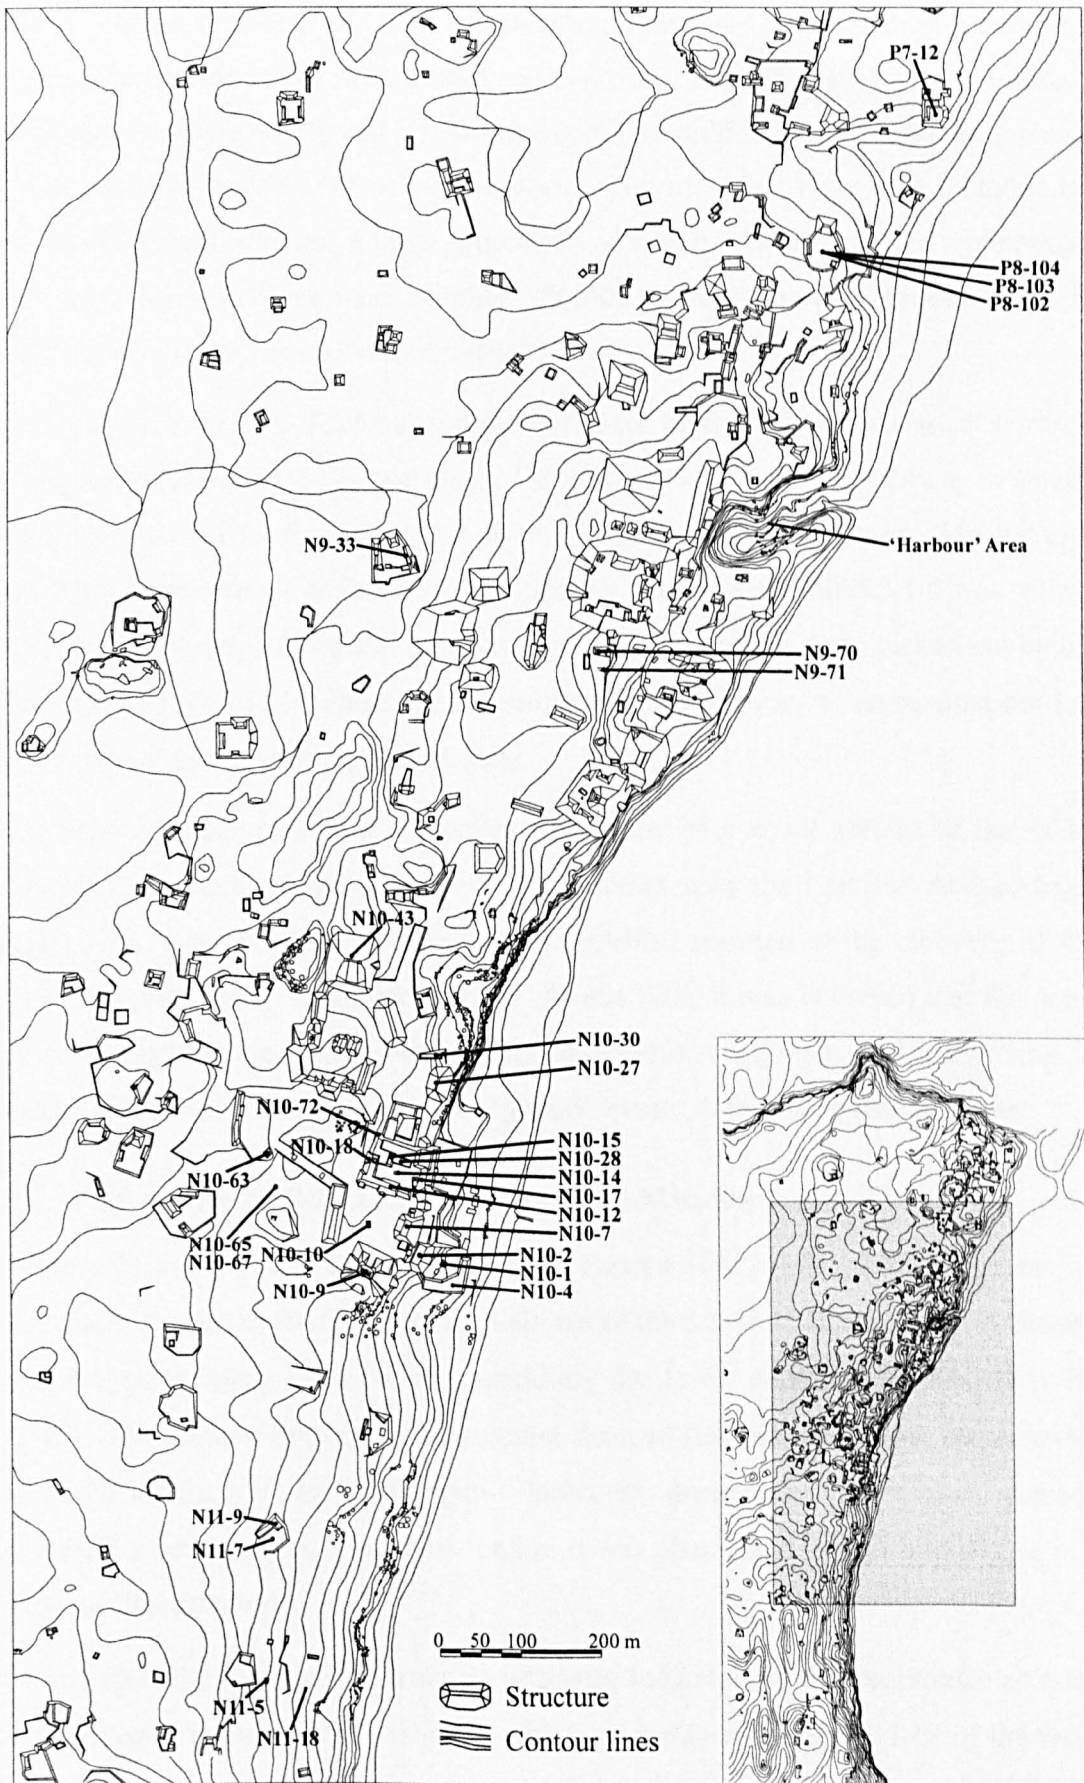 P7-12
P8-104
P8-103
P8-102
'Harbour' Area
N9-33
N9-70
N9-71
N10-43
N10-30
N10-27
N10-72
N10-15
N10-18
N10-28
N10-14
N10-63
N10-17
N10-12
N10-7
N10-65
N10-10
N10-2
N10-67
N10-1
N10-9
N10-4
N11-9
N11-7
0 50 100 200 m
Structure
N11-5
N11-18
Contour lines